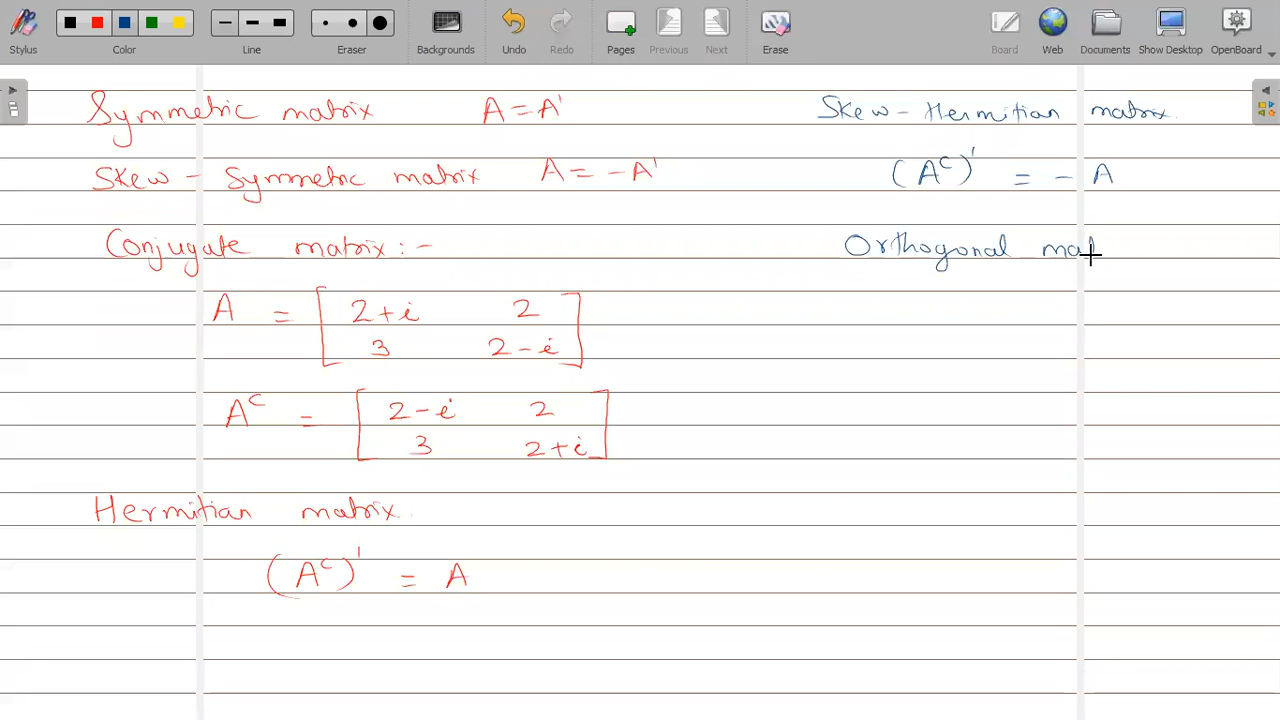 Stylus
Color
Line
Eraser
Backgrounds
Undo
Redo
Pages
Previous
Next
Erase
Board
Web
Documents
Show Desktop
OpenBoard
Symmetric matrix A = A'
Skew - Symmetric matrix A = - A'
Conjugate matrix : -
A = [ 2+i 2
3 2-i ]
A^c = [ 2-i 2
3 2+i ]
Hermitian matrix.
(A^c)' = A
Skew - Hermitian matrix.
(A^c)' = - A
Orthogonal mat